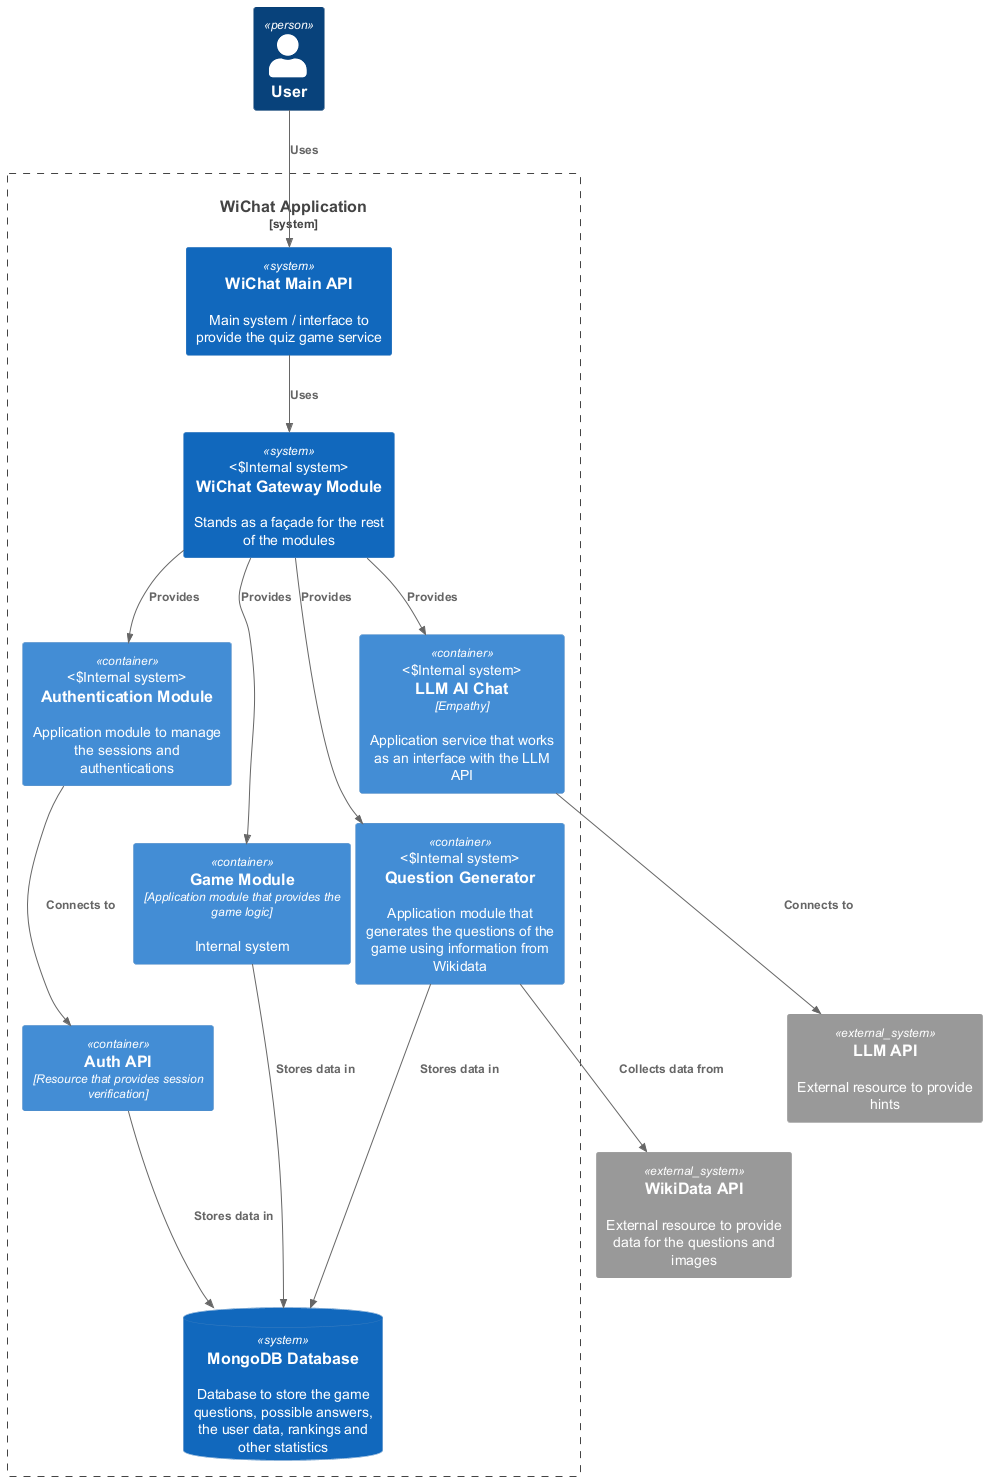 «person»
User
Uses
WiChat Application
[system]
«system»
WiChat Main API
Main system / interface to
provide the quiz game service
Uses
«system»
<$Internal system>
WiChat Gateway Module
Stands as a façade for the rest
of the modules
Provides
Provides
Provides
Provides
«container»
<$Internal system>
Authentication Module
Application module to manage
the sessions and
authentications
«container»
<$Internal system>
LLM AI Chat
[Empathy]
Application service that works
as an interface with the LLM
API
«container»
Game Module
[Application module that provides the
game logic]
Internal system
«container»
<$Internal system>
Question Generator
Application module that
generates the questions of the
game using information from
Wikidata
Connects to
Connects to
«container»
Auth API
[Resource that provides session
verification]
«external_system»
LLM API
External resource to provide
hints
Stores data in
Stores data in
Collects data from
«external_system»
WikiData API
External resource to provide
data for the questions and
images
Stores data in
«system»
MongoDB Database
Database to store the game
questions, possible answers,
the user data, rankings and
other statistics